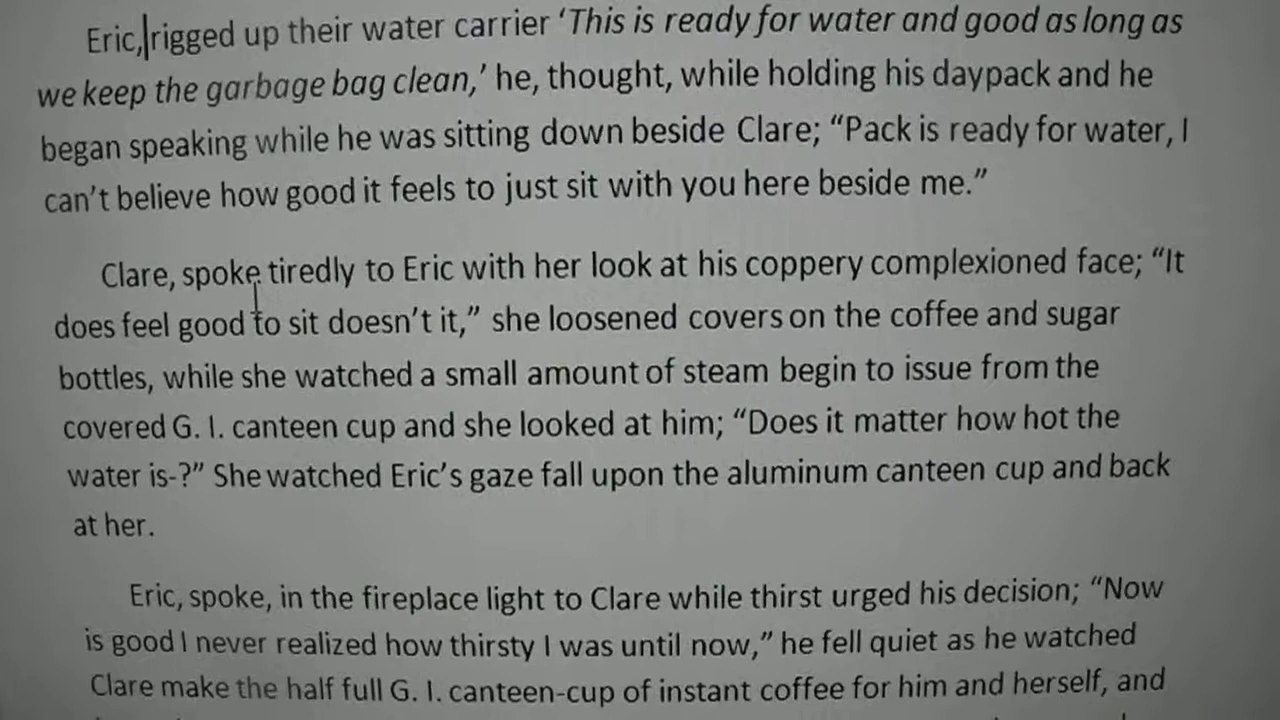 Eric, rigged up their water carrier ‘This is ready for water and good as long as
we keep the garbage bag clean,’ he, thought, while holding his daypack and he
began speaking while he was sitting down beside Clare; “Pack is ready for water, I
can’t believe how good it feels to just sit with you here beside me.”
Clare, spoke tiredly to Eric with her look at his coppery complexioned face; “It
does feel good to sit doesn’t it,” she loosened covers on the coffee and sugar
bottles, while she watched a small amount of steam begin to issue from the
covered G. I. canteen cup and she looked at him; “Does it matter how hot the
water is-?” She watched Eric’s gaze fall upon the aluminum canteen cup and back
at her.
Eric, spoke, in the fireplace light to Clare while thirst urged his decision; “Now
is good I never realized how thirsty I was until now,” he fell quiet as he watched
Clare make the half full G. I. canteen-cup of instant coffee for him and herself, and